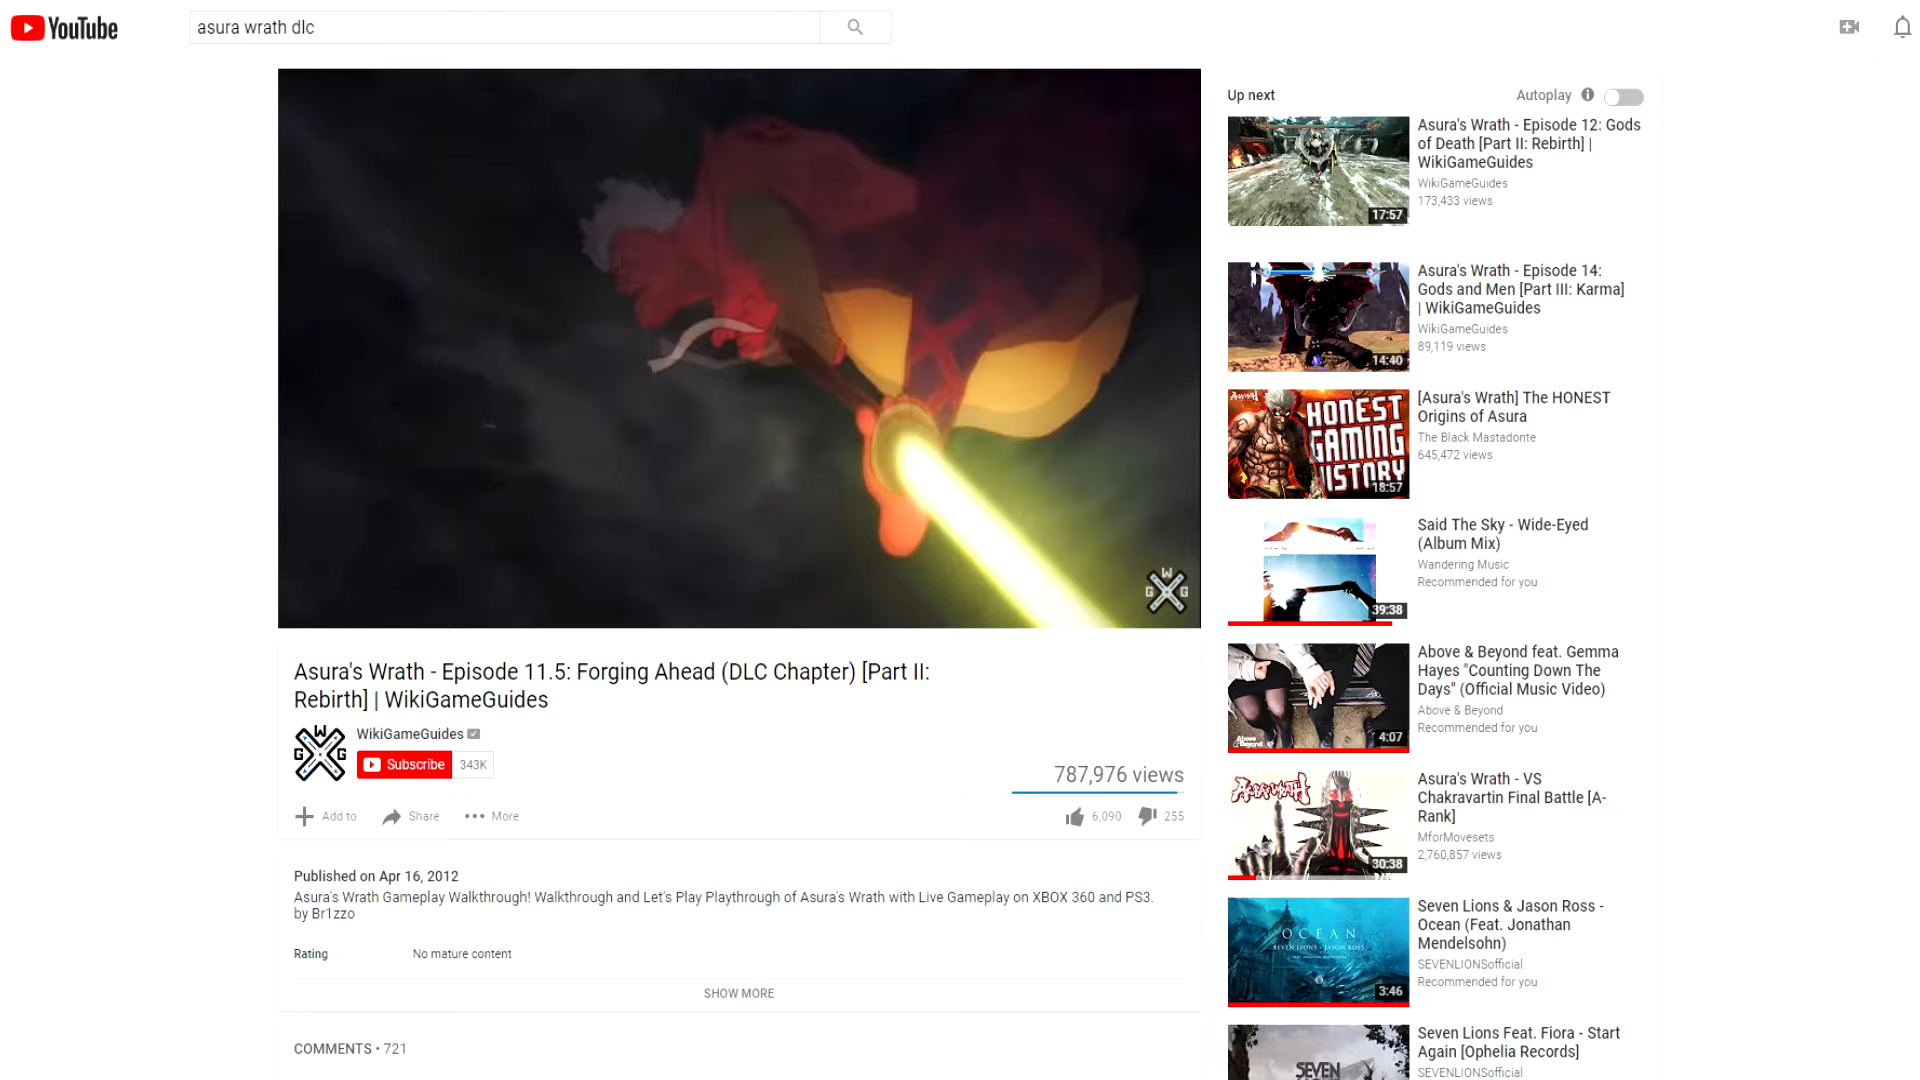 YouTube
asura wrath dlc
Up next
Autoplay
Asura's Wrath - Episode 12: Gods
of Death [Part II: Rebirth] |
WikiGameGuides
WikiGameGuides
173,433 views
17:57
Asura's Wrath - Episode 14:
Gods and Men [Part III: Karma]
| WikiGameGuides
WikiGameGuides
89,119 views
14:40
[Asura's Wrath] The HONEST
Origins of Asura
The Black Mastadonte
645,472 views
HONEST
GAMING
HISTORY
18:57
Said The Sky - Wide-Eyed
(Album Mix)
Wandering Music
Recommended for you
39:38
Above & Beyond feat. Gemma
Hayes "Counting Down The
Days" (Official Music Video)
Above & Beyond
Recommended for you
Above
&Beyond
4:07
Asura's Wrath - VS
Chakravartin Final Battle [A-
Rank]
MforMovesets
2,760,857 views
30:38
Seven Lions & Jason Ross -
Ocean (Feat. Jonathan
Mendelsohn)
SEVENLIONSofficial
Recommended for you
OCEAN
SEVEN LIONS - JASON ROSS
3:46
Seven Lions Feat. Fiora - Start
Again [Ophelia Records]
SEVENLIONSofficial
SEVEN
W
G G
Asura's Wrath - Episode 11.5: Forging Ahead (DLC Chapter) [Part II:
Rebirth] | WikiGameGuides
W
G G
WikiGameGuides
Subscribe 343K
787,976 views
Add to Share More
6,090 255
Published on Apr 16, 2012
Asura's Wrath Gameplay Walkthrough! Walkthrough and Let's Play Playthrough of Asura's Wrath with Live Gameplay on XBOX 360 and PS3.
by Br1zzo
Rating No mature content
SHOW MORE
COMMENTS • 721